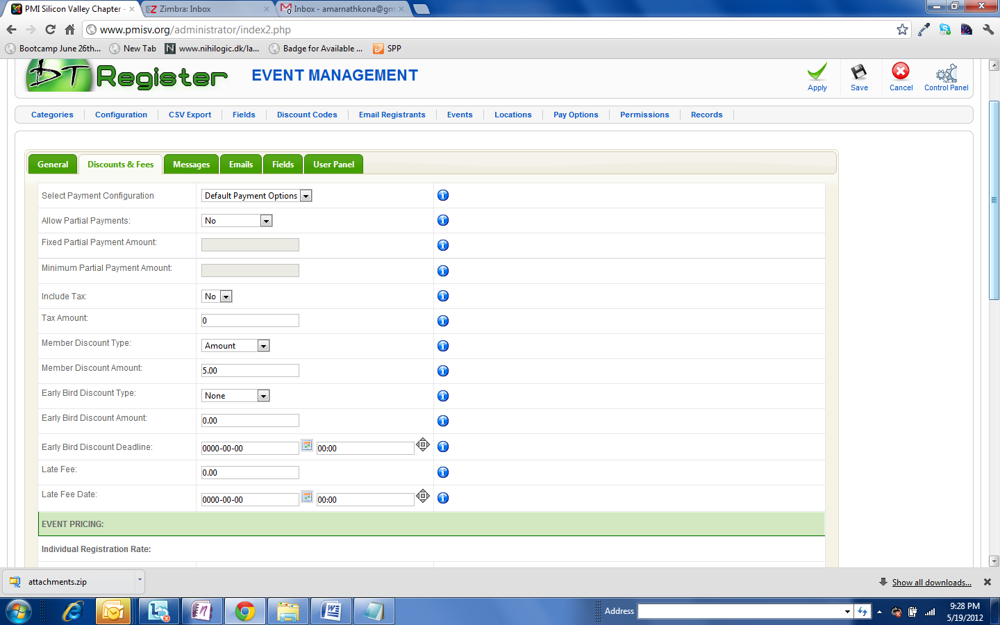 PMI Silicon Valley Chapter -
Zimbra: Inbox
Inbox - amarnathkona@gm
www.pmisv.org/administrator/index2.php
Bootcamp June 26th...
New Tab
www.nihilogic.dk/la...
Badge for Available ...
SPP
DT Register
EVENT MANAGEMENT
Apply
Save
Cancel
Control Panel
Categories
Configuration
CSV Export
Fields
Discount Codes
Email Registrants
Events
Locations
Pay Options
Permissions
Records
General
Discounts & Fees
Messages
Emails
Fields
User Panel
Select Payment Configuration
Default Payment Options
Allow Partial Payments:
No
Fixed Partial Payment Amount:
Minimum Partial Payment Amount:
Include Tax:
No
Tax Amount:
0
Member Discount Type:
Amount
Member Discount Amount:
5.00
Early Bird Discount Type:
None
Early Bird Discount Amount:
0.00
Early Bird Discount Deadline:
0000-00-00
00:00
Late Fee:
0.00
Late Fee Date:
0000-00-00
00:00
EVENT PRICING:
Individual Registration Rate:
attachments.zip
Show all downloads...
Address
9:28 PM
5/19/2012